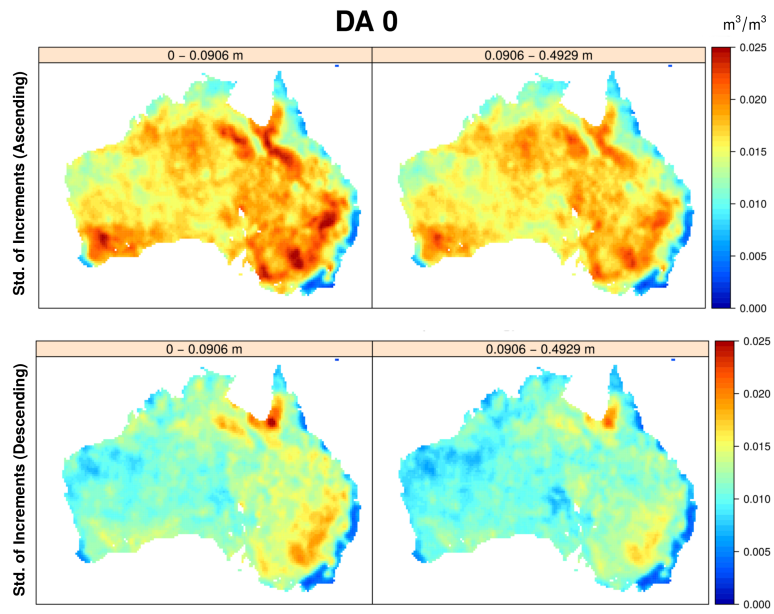 DA 0
m³/m³
0 − 0.0906 m
0.0906 − 0.4929 m
Std. of Increments (Ascending)
0.025
0.020
0.015
0.010
0.005
0.000
0 − 0.0906 m
0.0906 − 0.4929 m
Std. of Increments (Descending)
0.025
0.020
0.015
0.010
0.005
0.000